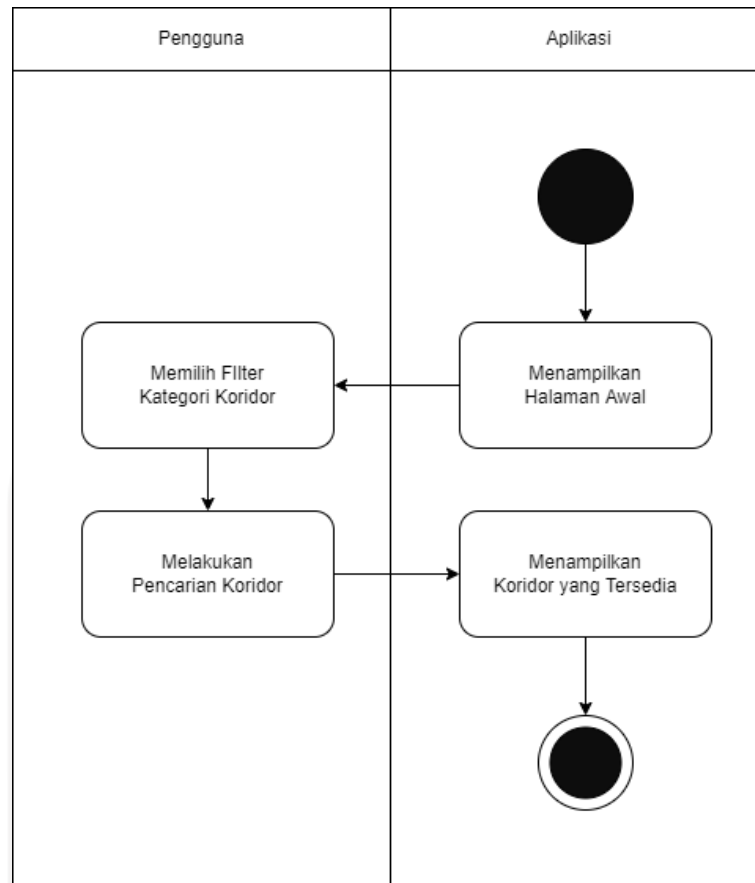 Pengguna
Aplikasi
Menampilkan
Halaman Awal
Memilih FIlter
Kategori Koridor
Melakukan
Pencarian Koridor
Menampilkan
Koridor yang Tersedia